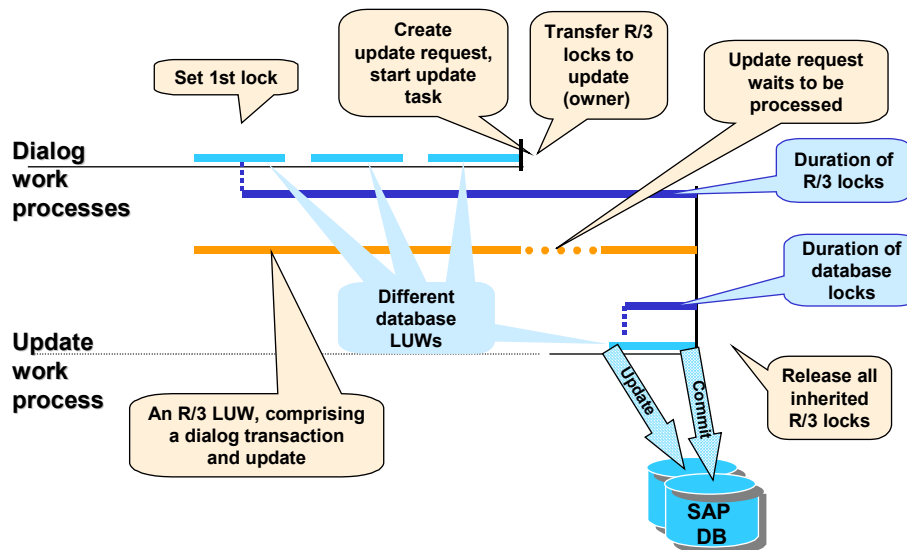 Create
update request,
start update
task
Transfer R/3
locks to
update
(owner)
Set 1st lock
Update request
waits to be
processed
Dialog
work
processes
Duration of
R/3 locks
Duration of
database
locks
Different
database
LUWs
Update
work
process
An R/3 LUW, comprising
a dialog transaction
and update
Update
Commit
Release all
inherited
R/3 locks
SAP
DB